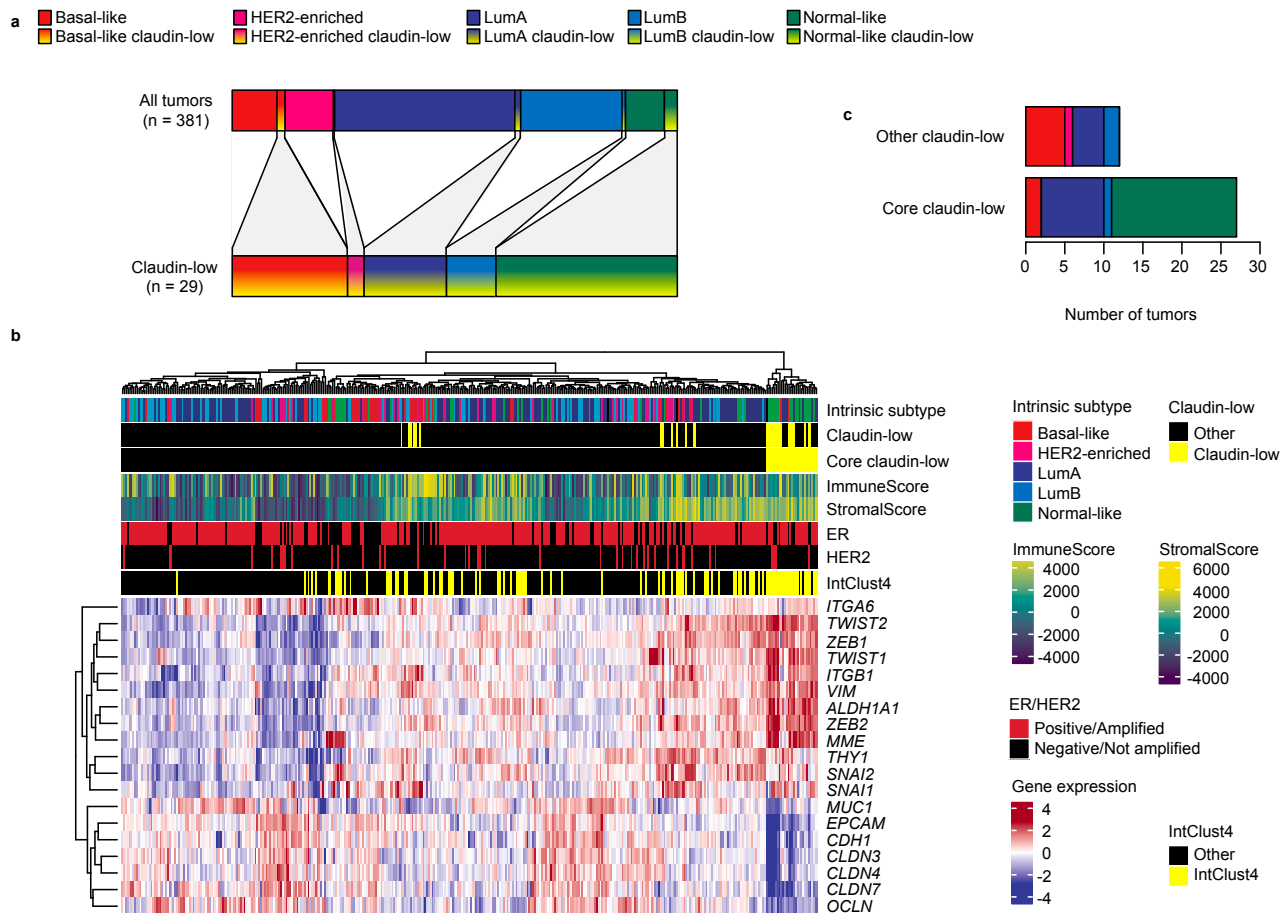 a
Basal-like
HER2-enriched
LumA
LumB
Normal-like
Basal-like claudin-low
HER2-enriched claudin-low
LumA claudin-low
LumB claudin-low
Normal-like claudin-low
All tumors
(n = 381)
Claudin-low
(n = 29)
c
Other claudin-low
Core claudin-low
0 5 10 15 20 25 30
Number of tumors
b
Intrinsic subtype
Claudin-low
Core claudin-low
ImmuneScore
StromalScore
ER
HER2
IntClust4
ITGA6
TWIST2
ZEB1
TWIST1
ITGB1
VIM
ALDH1A1
ZEB2
MME
THY1
SNAI2
SNAI1
MUC1
EPCAM
CDH1
CLDN3
CLDN4
CLDN7
OCLN
Intrinsic subtype
Basal-like
HER2-enriched
LumA
LumB
Normal-like
Claudin-low
Other
Claudin-low
ImmuneScore
4000
2000
0
-2000
-4000
StromalScore
6000
4000
2000
0
-2000
-4000
ER/HER2
Positive/Amplified
Negative/Not amplified
Gene expression
4
2
0
-2
-4
IntClust4
Other
IntClust4